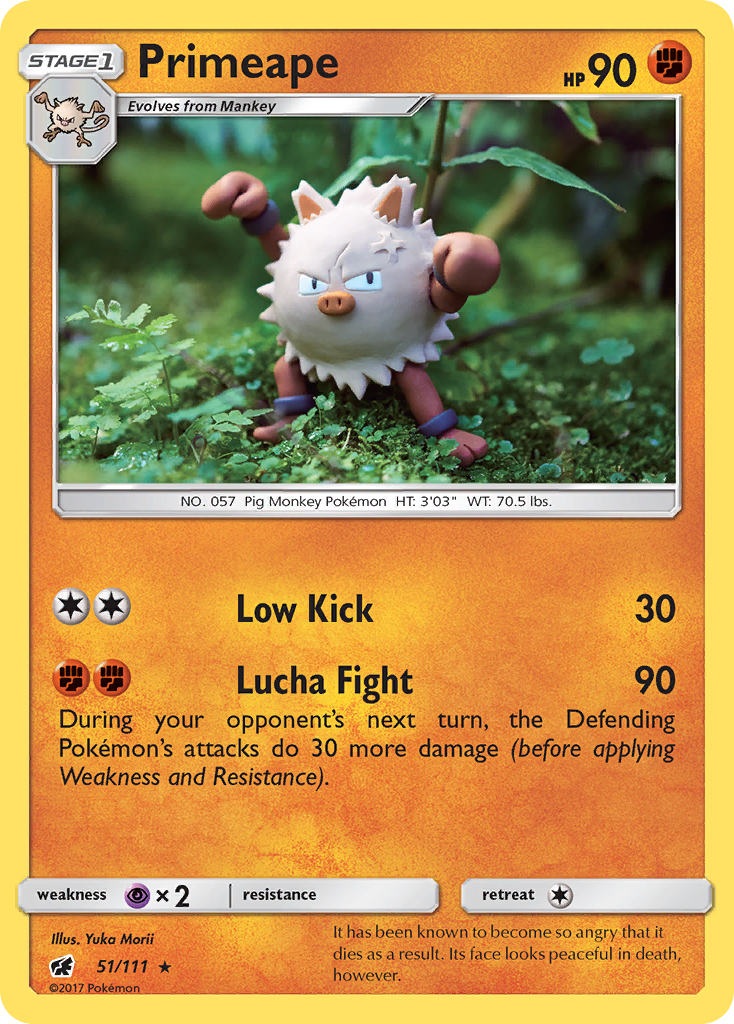 STAGE1
Primeape
HP 90
Evolves from Mankey
NO. 057 Pig Monkey Pokémon HT: 3'03" WT: 70.5 lbs.
Low Kick 30
Lucha Fight 90
During your opponent's next turn, the Defending
Pokémon's attacks do 30 more damage (before applying
Weakness and Resistance).
weakness × 2 resistance retreat
Illus. Yuka Morii
51/111 ★
©2017 Pokémon
It has been known to become so angry that it
dies as a result. Its face looks peaceful in death,
however.